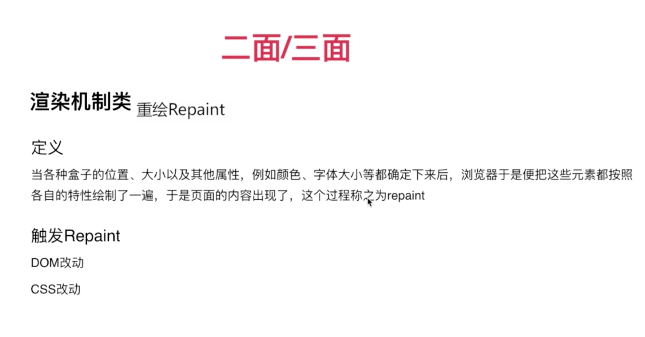 二面/三面
渲染机制类 重绘Repaint
定义
当各种盒子的位置、大小以及其他属性，例如颜色、字体大小等都确定下来后，浏览器于是便把这些元素都按照
各自的特性绘制了一遍，于是页面的内容出现了，这个过程称之为repaint
触发Repaint
DOM改动
CSS改动